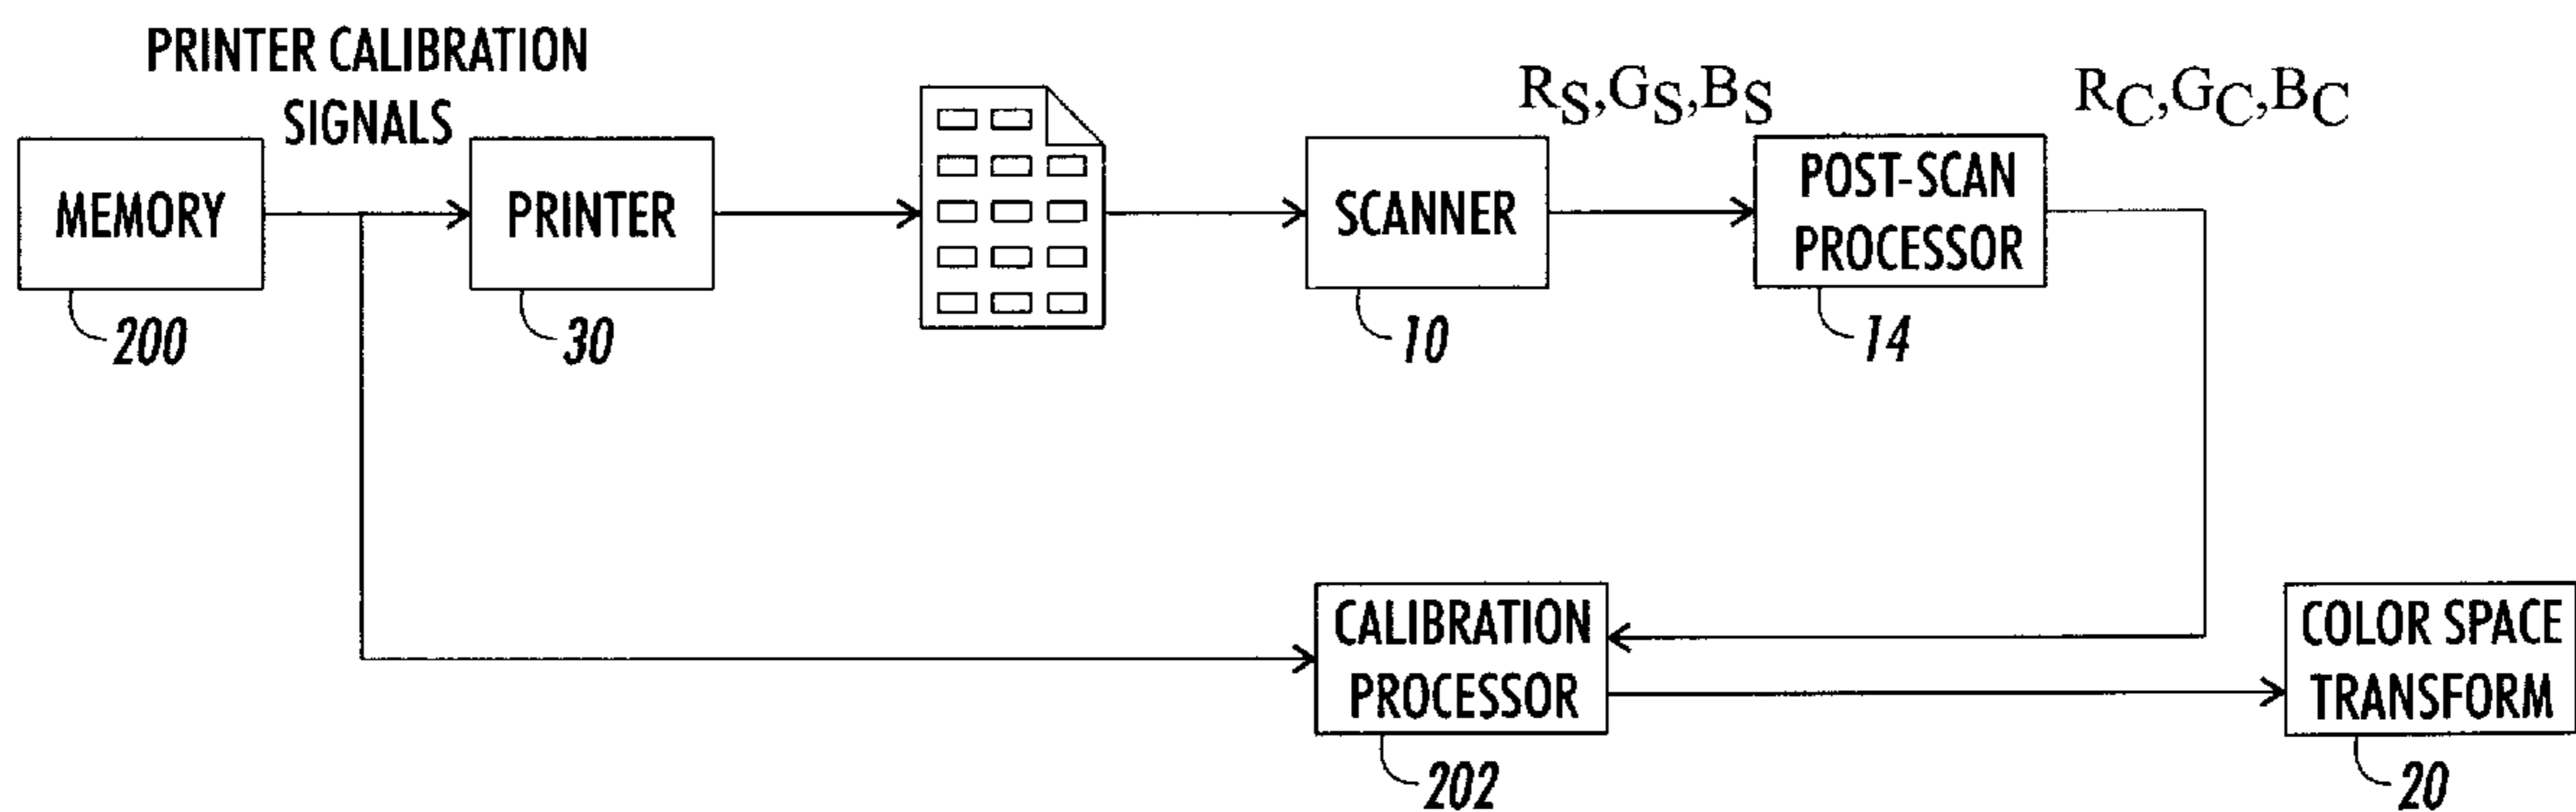 PRINTER CALIBRATION
SIGNALS
MEMORY
200
PRINTER
30
SCANNER
10
RS,GS,BS
POST-SCAN
PROCESSOR
14
RC,GC,BC
CALIBRATION
PROCESSOR
202
COLOR SPACE
TRANSFORM
20